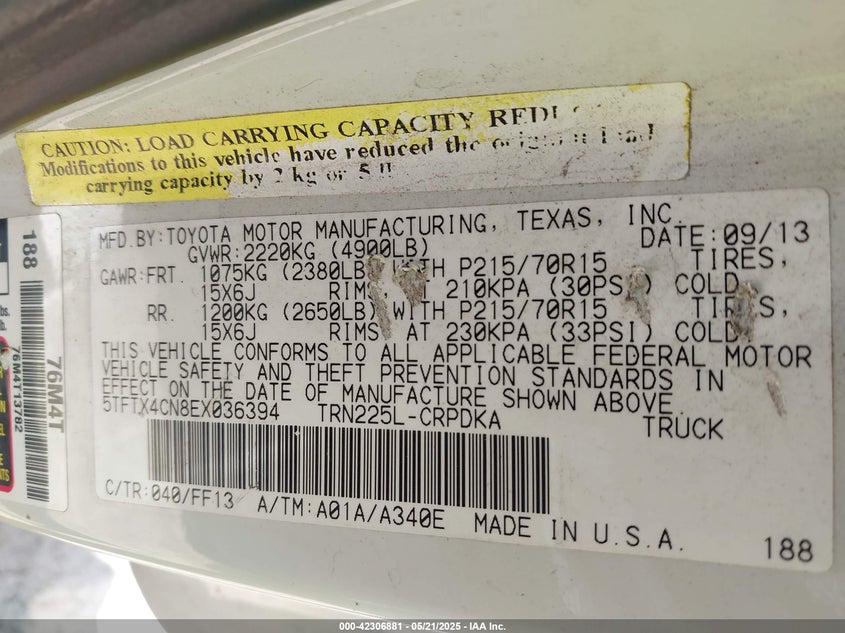 CAUTION: LOAD CARRYING CAPACITY
Modifications to this vehicle have reduced the
carrying capacity by 2 kg or 5
MFD.BY:TOYOTA MOTOR MANUFACTURING, TEXAS, INC.
GVWR:2220KG (4900LB) DATE:09/13
GAWR:FRT. 1075KG (2380LB) WITH P215/70R15 TIRES,
15X6J RIMS, 210KPA (30PSI) COLD
RR. 1200KG (2650LB) WITH P215/70R15 TIRES,
15X6J RIMS AT 230KPA (33PSI) COLD
THIS VEHICLE CONFORMS TO ALL APPLICABLE FEDERAL MOTOR
VEHICLE SAFETY AND THEFT PREVENTION STANDARDS IN
EFFECT ON THE DATE OF MANUFACTURE SHOWN ABOVE.
5TFTX4CN8EX036394 TRN225L-CRPDKA TRUCK
C/TR:040/FF13 A/TM:A01A/A340E MADE IN U.S.A.
188
188
76M4T
76M4T13782
000-42306881 - 05/21/2025 - IAA Inc.